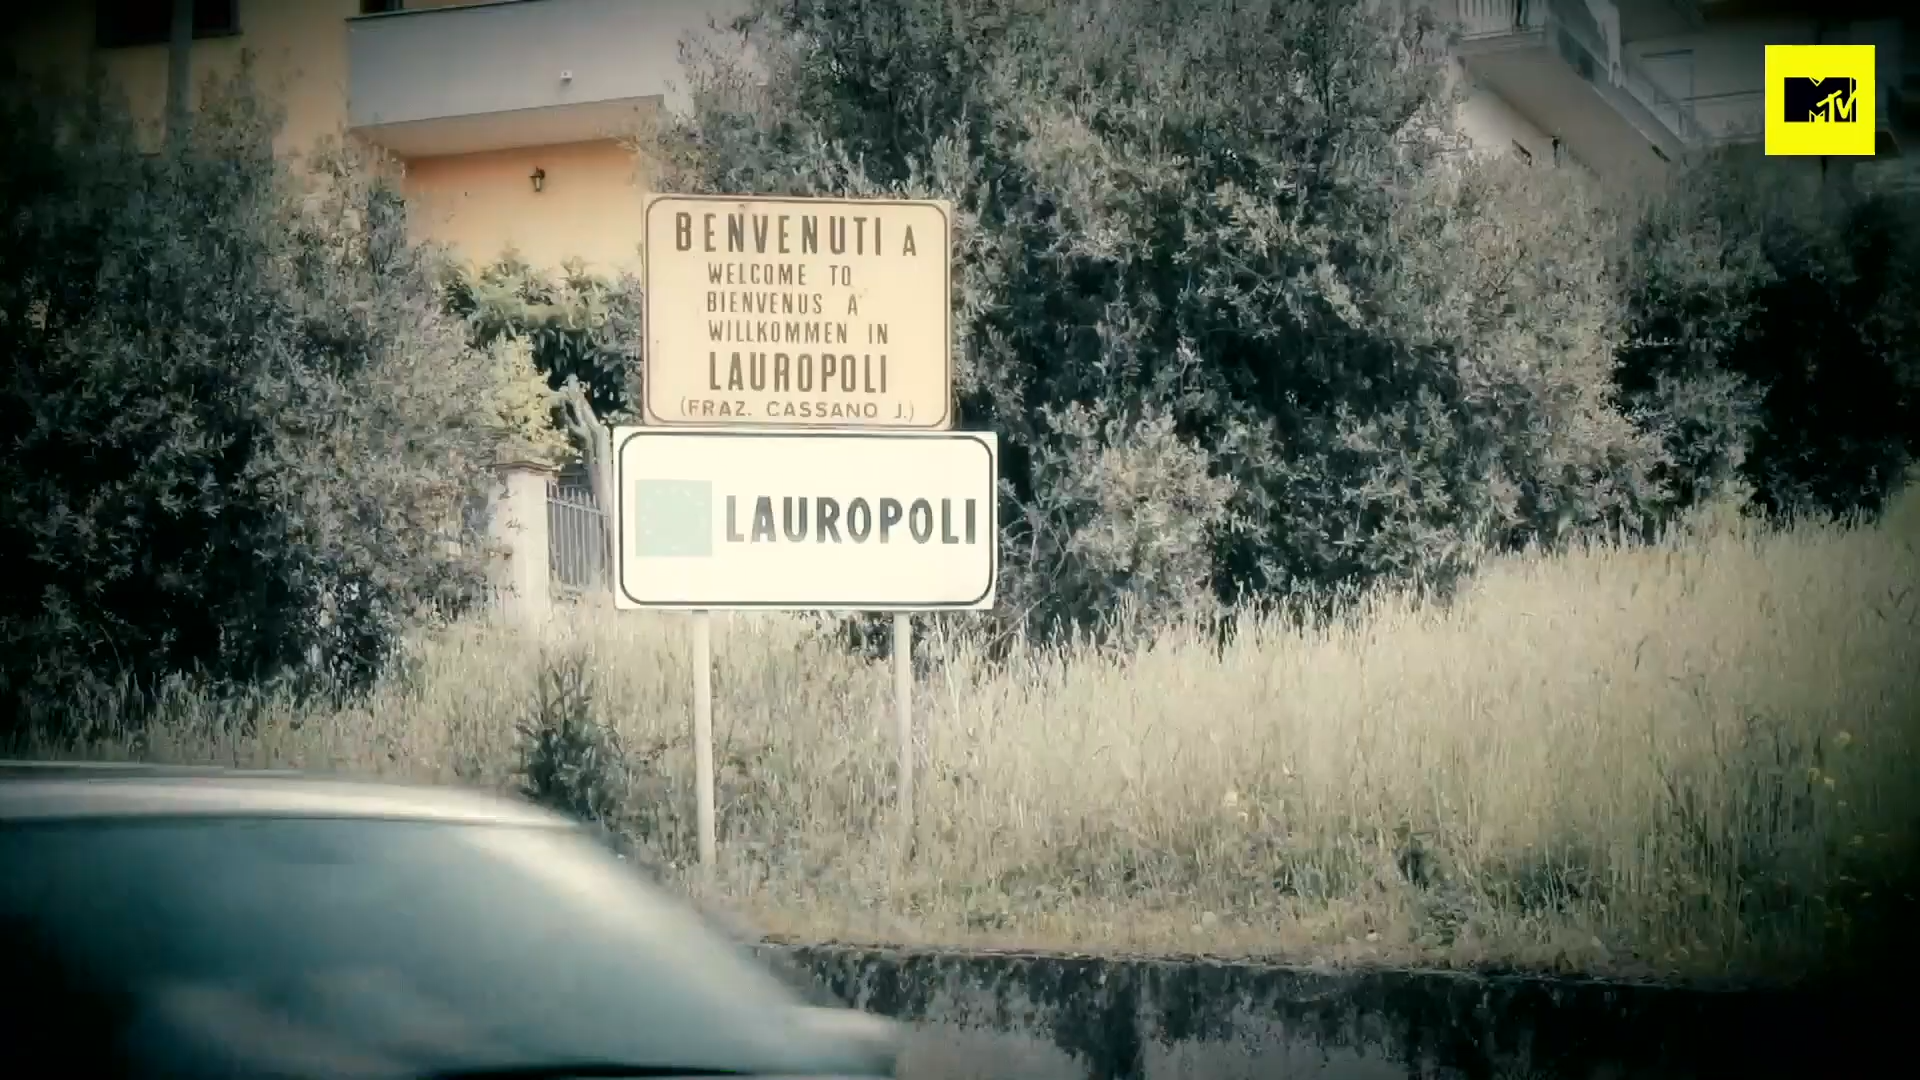 BENVENUTI A
WELCOME TO
BIENVENUS A'
WILLKOMMEN IN
LAUROPOLI
(FRAZ. CASSANO J.)
LAUROPOLI
MTV